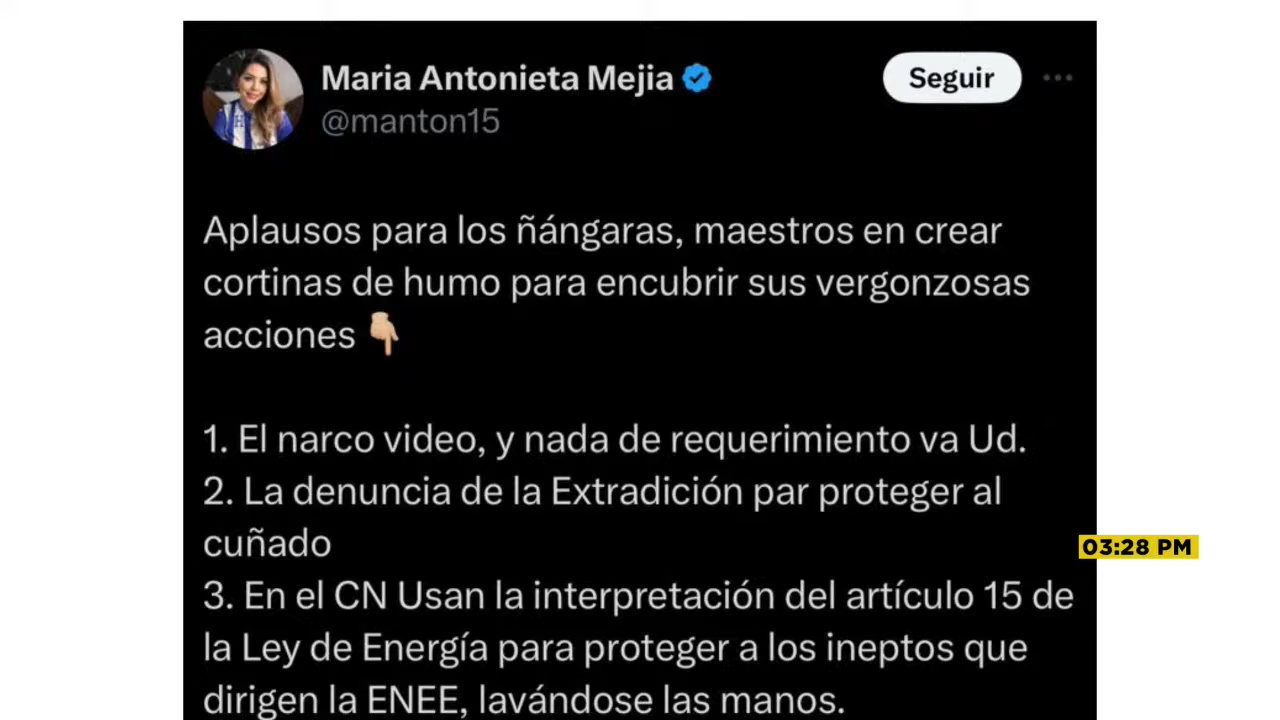 Maria Antonieta Mejia
Seguir
@manton15
Aplausos para los ñángaras, maestros en crear
cortinas de humo para encubrir sus vergonzosas
acciones 👇🏼
1. El narco video, y nada de requerimiento va Ud.
2. La denuncia de la Extradición par proteger al
cuñado
03:28 PM
3. En el CN Usan la interpretación del artículo 15 de
la Ley de Energía para proteger a los ineptos que
dirigen la ENEE, lavándose las manos.